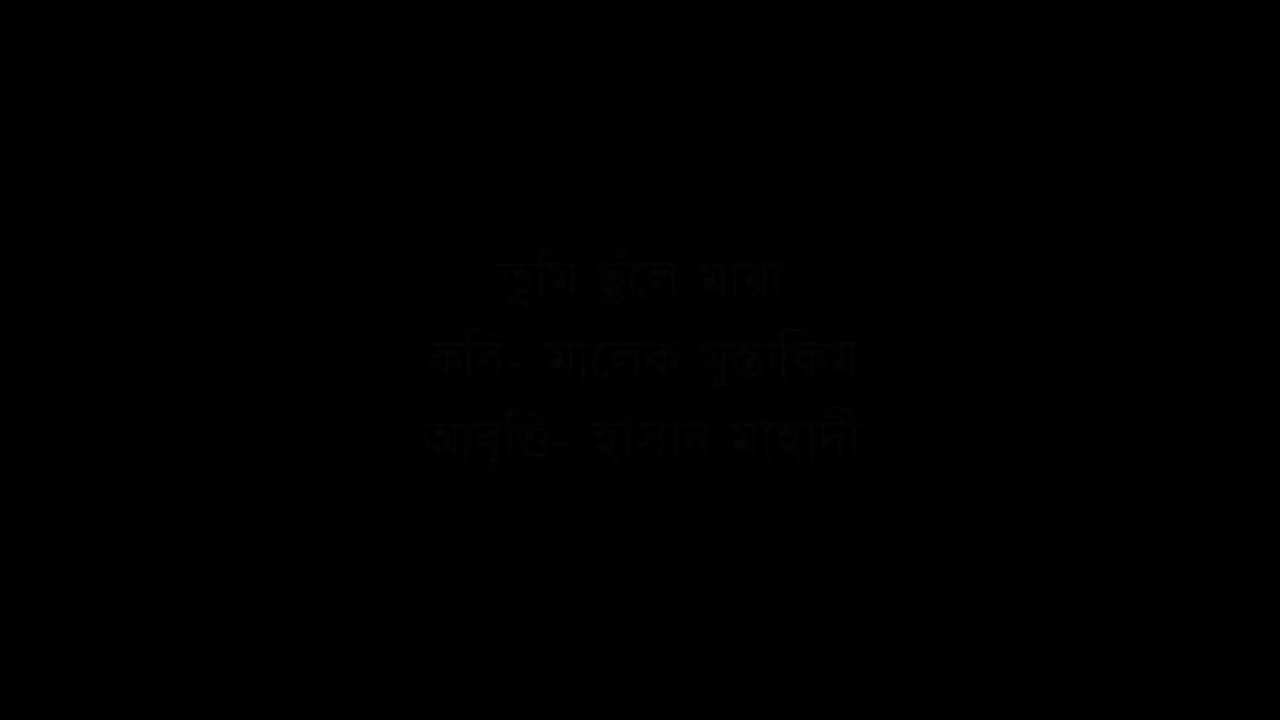 তুমি ছুঁলে মায়া
কবি- মালেক মুস্তাকিম
আবৃত্তি- হাসান মাহাদী